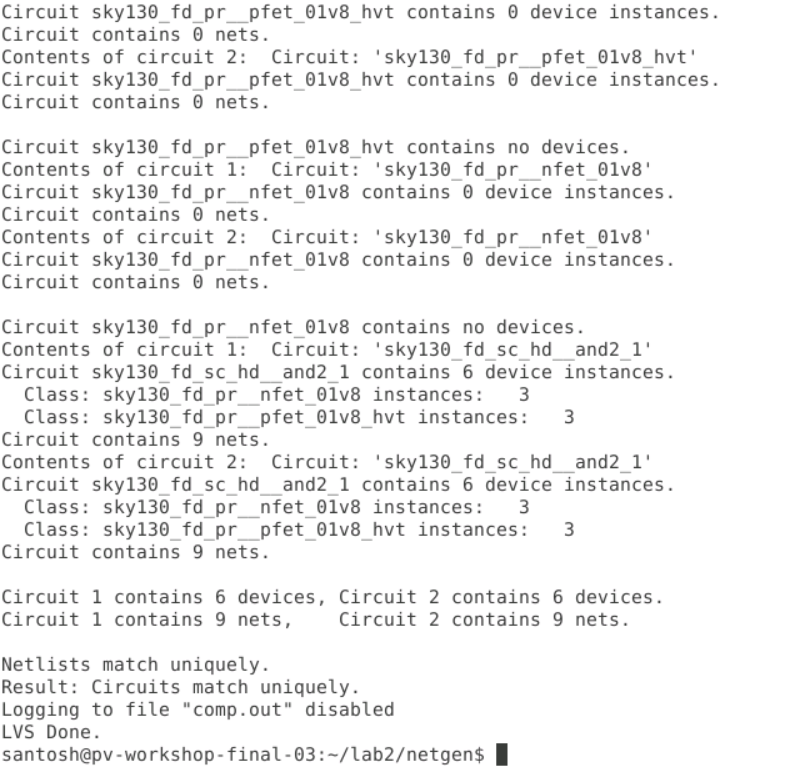 Circuit sky130_fd_pr__pfet_01v8_hvt contains 0 device instances.
Circuit contains 0 nets.
Contents of circuit 2:  Circuit: 'sky130_fd_pr__pfet_01v8_hvt'
Circuit sky130_fd_pr__pfet_01v8_hvt contains 0 device instances.
Circuit contains 0 nets.

Circuit sky130_fd_pr__pfet_01v8_hvt contains no devices.
Contents of circuit 1:  Circuit: 'sky130_fd_pr__nfet_01v8'
Circuit sky130_fd_pr__nfet_01v8 contains 0 device instances.
Circuit contains 0 nets.
Contents of circuit 2:  Circuit: 'sky130_fd_pr__nfet_01v8'
Circuit sky130_fd_pr__nfet_01v8 contains 0 device instances.
Circuit contains 0 nets.

Circuit sky130_fd_pr__nfet_01v8 contains no devices.
Contents of circuit 1:  Circuit: 'sky130_fd_sc_hd__and2_1'
Circuit sky130_fd_sc_hd__and2_1 contains 6 device instances.
  Class: sky130_fd_pr__nfet_01v8 instances:   3
  Class: sky130_fd_pr__pfet_01v8_hvt instances:   3
Circuit contains 9 nets.
Contents of circuit 2:  Circuit: 'sky130_fd_sc_hd__and2_1'
Circuit sky130_fd_sc_hd__and2_1 contains 6 device instances.
  Class: sky130_fd_pr__nfet_01v8 instances:   3
  Class: sky130_fd_pr__pfet_01v8_hvt instances:   3
Circuit contains 9 nets.

Circuit 1 contains 6 devices, Circuit 2 contains 6 devices.
Circuit 1 contains 9 nets,    Circuit 2 contains 9 nets.

Netlists match uniquely.
Result: Circuits match uniquely.
Logging to file "comp.out" disabled
LVS Done.
santosh@pv-workshop-final-03:~/lab2/netgen$